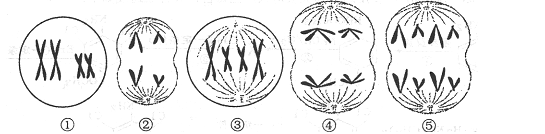 ① ② ③ ④ ⑤